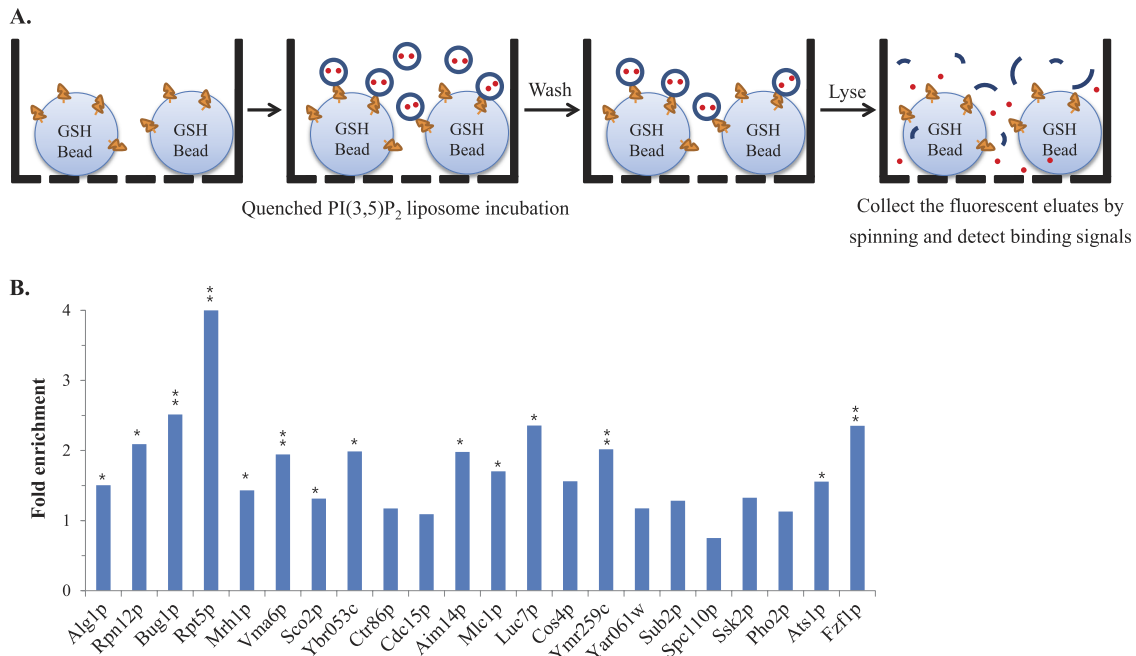 A.
GSH
Bead
GSH
Bead
GSH
Bead
GSH
Bead
Wash
GSH
Bead
GSH
Bead
Lyse
GSH
Bead
GSH
Bead
Quenched PI(3,5)P₂ liposome incubation
Collect the fluorescent eluates by
spinning and detect binding signals
B.
Fold enrichment
4
3
2
1
0
*
*
**
**
*
**
*
*
*
*
*
**
*
**
Alg1p
Rpn12p
Bug1p
Rpt5p
Mrh1p
Vma6p
Sco2p
Ybr053c
Ctr86p
Cdc15p
Aim14p
Mlc1p
Luc7p
Cos4p
Ymr259c
Yar061w
Sub2p
Spc110p
Ssk2p
Pho2p
Ats1p
Fzf1p